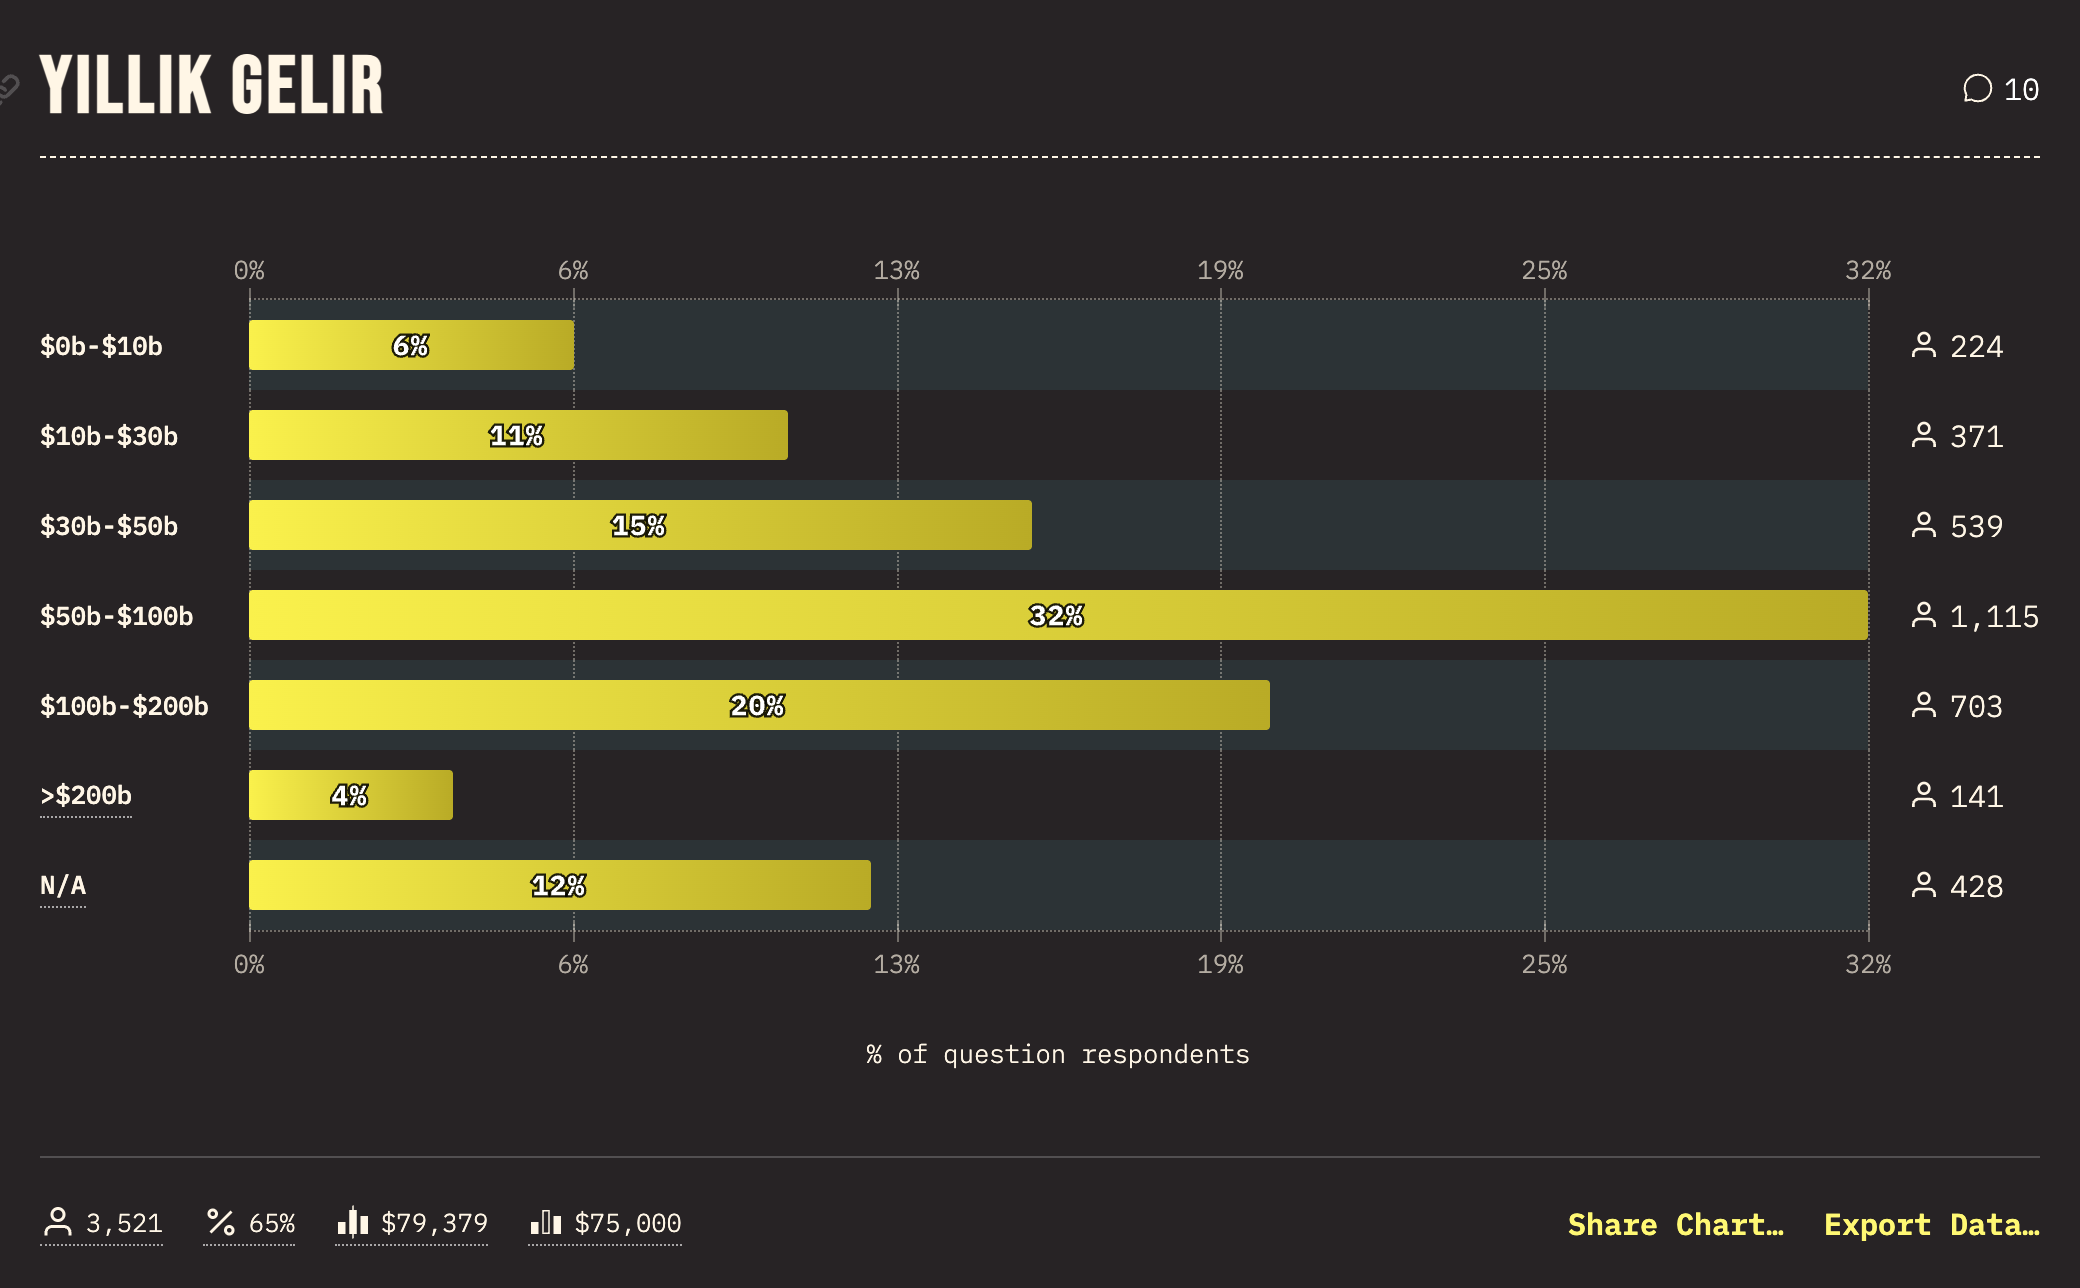 YILLIK GELIR
10
0% 6% 13% 19% 25% 32%
$0b-$10b 6% 224
$10b-$30b 11% 371
$30b-$50b 15% 539
$50b-$100b 32% 1,115
$100b-$200b 20% 703
>$200b 4% 141
N/A 12% 428
0% 6% 13% 19% 25% 32%
% of question respondents
3,521 65% $79,379 $75,000 Share Chart… Export Data…